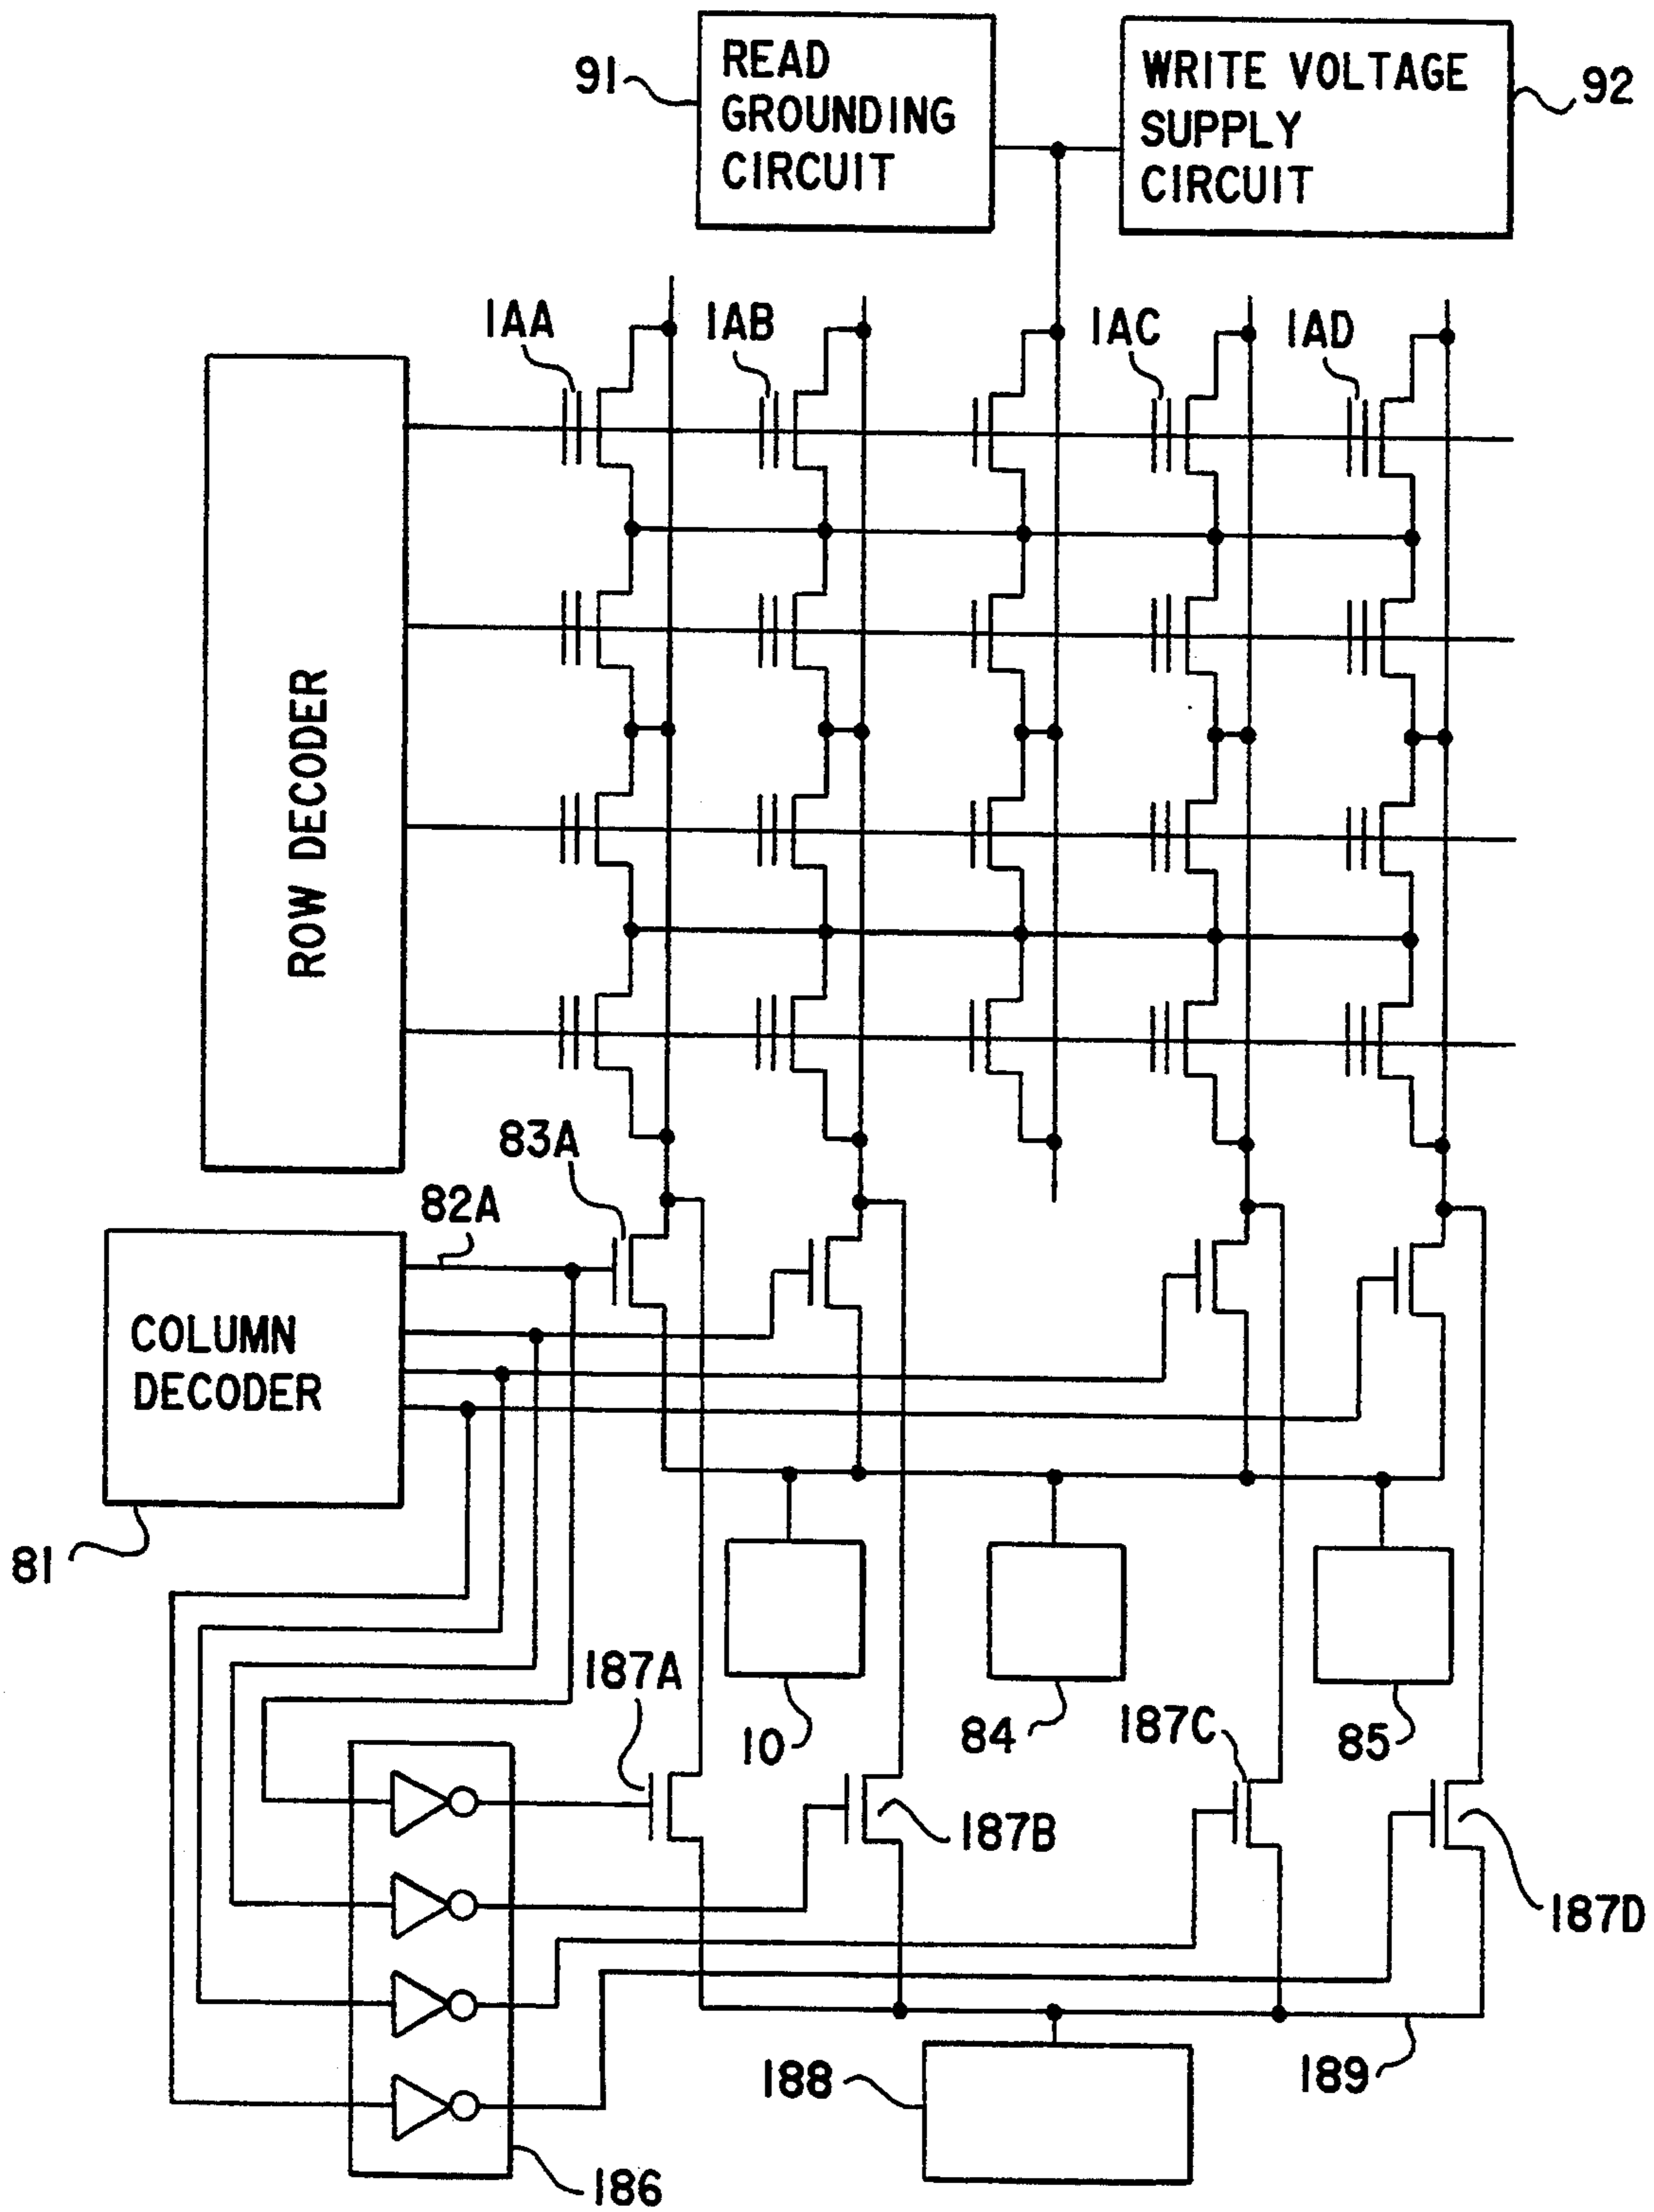 91
READ
GROUNDING
CIRCUIT
WRITE VOLTAGE
SUPPLY
CIRCUIT
92
1AA
1AB
1AC
1AD
ROW DECODER
83A
82A
COLUMN
DECODER
81
187A
10
84
187C
85
187B
187D
188
189
186